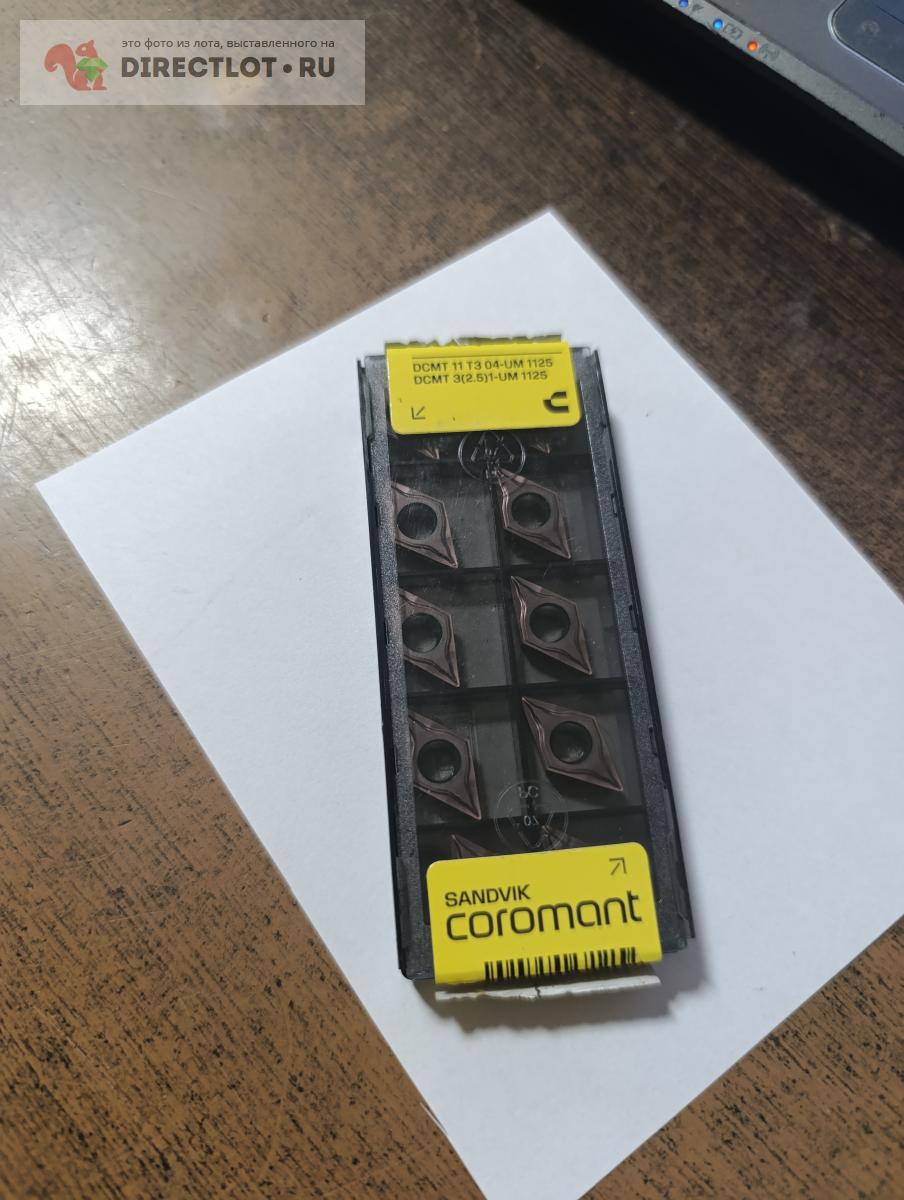 это фото из лота, выставленного на
DIRECTLOT•RU
DCMT 11 T3 04-UM 1125
DCMT 3(2.5)1-UM 1125
SANDVIK
coromant